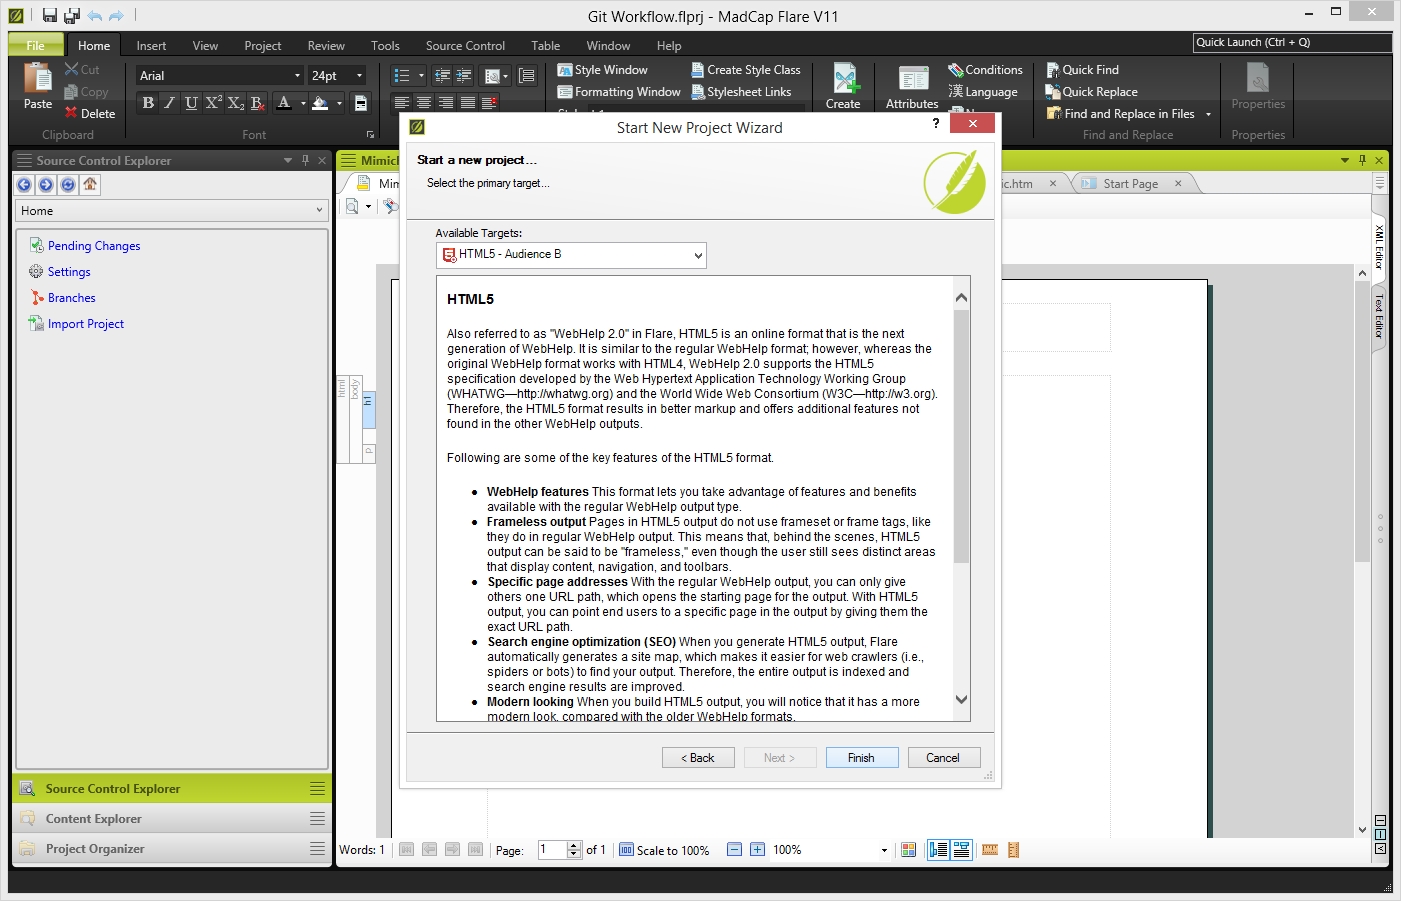 Git Workflow.flprj - MadCap Flare V11
File Home Insert View Project Review Tools Source Control Table Window Help
Quick Launch (Ctrl + Q)
Paste
Cut
Copy
Delete
Clipboard
Arial 24pt
B I U X² X₂ B A
Font
Style Window
Formatting Window
Create Style Class
Stylesheet Links
Create
Attributes
Conditions
Language
Quick Find
Quick Replace
Find and Replace in Files
Find and Replace
Properties
Properties
Source Control Explorer
Home
Pending Changes
Settings
Branches
Import Project
Source Control Explorer
Content Explorer
Project Organizer
Start Page
XML Editor
Text Editor
html
body
h1
p
Start New Project Wizard
?
Start a new project...
Select the primary target...
Available Targets:
HTML5 - Audience B
HTML5
Also referred to as "WebHelp 2.0" in Flare, HTML5 is an online format that is the next
generation of WebHelp. It is similar to the regular WebHelp format; however, whereas the
original WebHelp format works with HTML4, WebHelp 2.0 supports the HTML5
specification developed by the Web Hypertext Application Technology Working Group
(WHATWG—http://whatwg.org) and the World Wide Web Consortium (W3C—http://w3.org).
Therefore, the HTML5 format results in better markup and offers additional features not
found in the other WebHelp outputs.
Following are some of the key features of the HTML5 format.
• WebHelp features This format lets you take advantage of features and benefits
available with the regular WebHelp output type.
• Frameless output Pages in HTML5 output do not use frameset or frame tags, like
they do in regular WebHelp output. This means that, behind the scenes, HTML5
output can be said to be "frameless," even though the user still sees distinct areas
that display content, navigation, and toolbars.
• Specific page addresses With the regular WebHelp output, you can only give
others one URL path, which opens the starting page for the output. With HTML5
output, you can point end users to a specific page in the output by giving them the
exact URL path.
• Search engine optimization (SEO) When you generate HTML5 output, Flare
automatically generates a site map, which makes it easier for web crawlers (i.e.,
spiders or bots) to find your output. Therefore, the entire output is indexed and
search engine results are improved.
• Modern looking When you build HTML5 output, you will notice that it has a more
modern look, compared with the older WebHelp formats.
< Back Next > Finish Cancel
Words: 1
Page: 1 of 1
Scale to 100%
100%